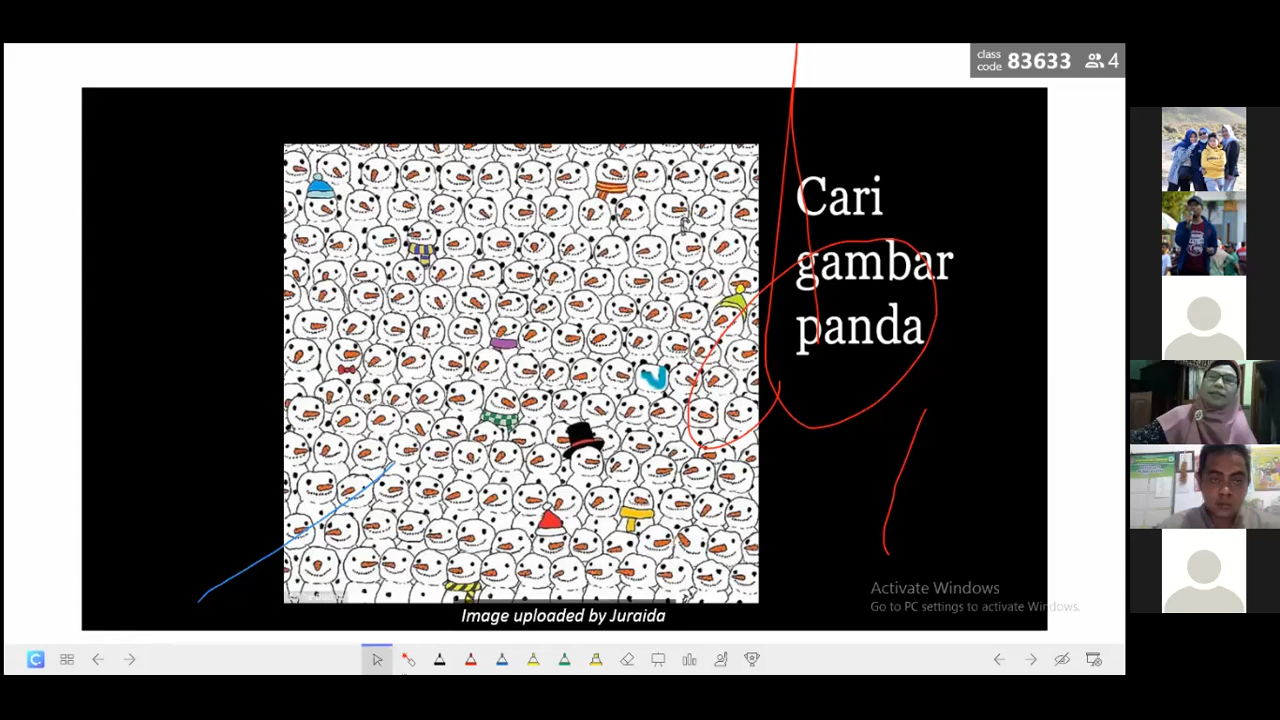 class
code 83633 4
Cari
gambar
panda
Activate Windows
Go to PC settings to activate Windows.
Image uploaded by Juraida